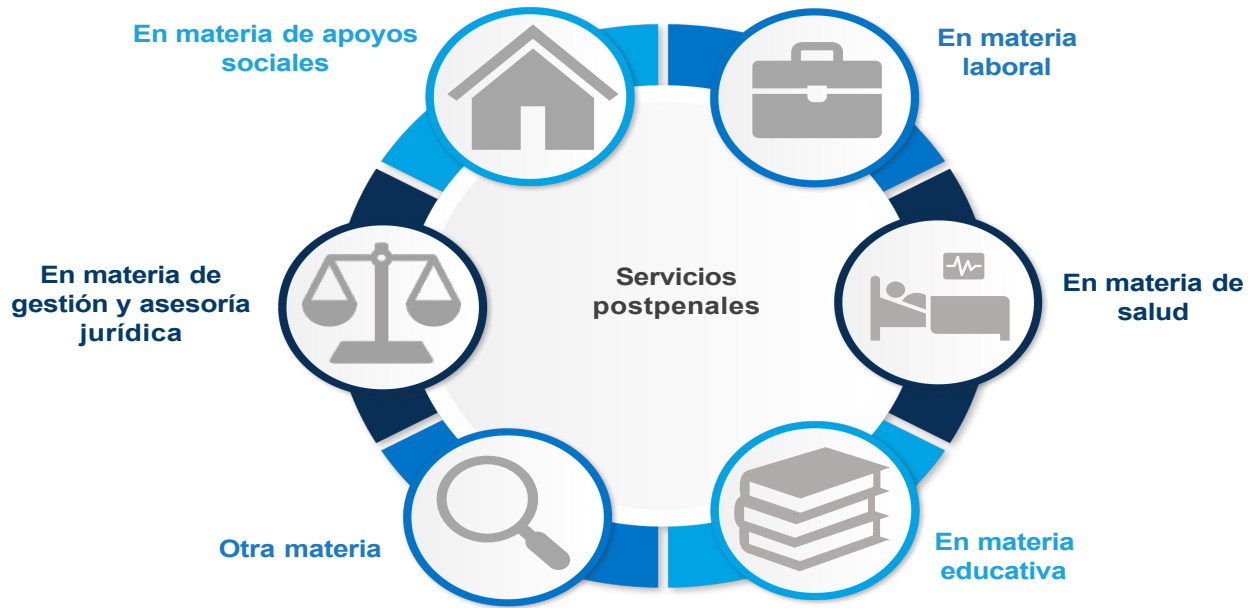 En materia de apoyos
sociales
En materia
laboral
En materia de
gestión y asesoría
jurídica
Servicios
postpenales
En materia de
salud
Otra materia
En materia
educativa